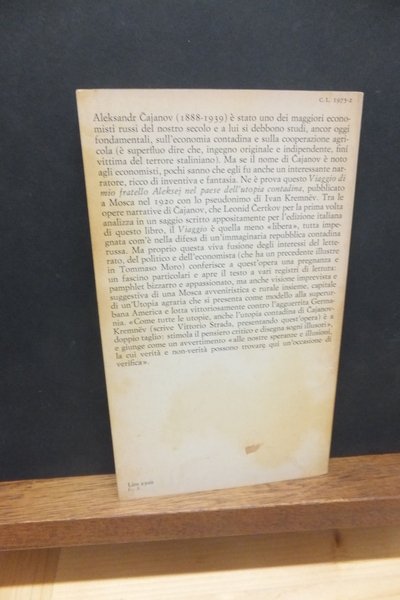 C.L. 1973-2
Aleksandr Čajanov (1888-1939) è stato uno dei maggiori econo-
misti russi del nostro secolo e a lui si debbono studi, ancor oggi
fondamentali, sull'economia contadina e sulla cooperazione agri-
cola (è superfluo dire che, ingegno originale e indipendente, finí
vittima del terrore staliniano). Ma se il nome di Čajanov è noto
agli economisti, pochi sanno che egli fu anche un interessante nar-
ratore, ricco di inventiva e fantasia. Ne è prova questo Viaggio di
mio fratello Aleksej nel paese dell'utopia contadina, pubblicato
a Mosca nel 1920 con lo pseudonimo di Ivan Kremnëv. Tra le
opere narrative di Čajanov, che Leonid Čertkov per la prima volta
analizza in un saggio scritto appositamente per l'edizione italiana
di questo libro, il Viaggio è quella meno «libera», tutta impe-
gnata com'è nella difesa di un'immaginaria repubblica contadina
russa. Ma proprio questa viva fusione degli interessi del lette-
rato, del politico e dell'economista (che ha un precedente illustre
in Tommaso Moro) conferisce a quest'opera una pregnanza e
un fascino particolari e apre il testo a vari registri di lettura:
pamphlet bizzarro e appassionato, ma anche visione imprevista e
suggestiva di una Mosca avveniristica e rurale insieme, capitale
di un'Utopia agraria che si presenta come modello alla superur-
bana America e lotta vittoriosamente contro l'agguerrita Germa-
nia. «Come tutte le utopie, anche l'utopia contadina di Čajanov-
Kremnëv (scrive Vittorio Strada, presentando quest'opera) è a
doppio taglio: stimola il pensiero critico e disegna sogni illusori»,
e giunge come un avvertimento «alle nostre speranze e illusioni,
la cui verità e non-verità possono trovare qui un'occasione di
verifica».
Lire